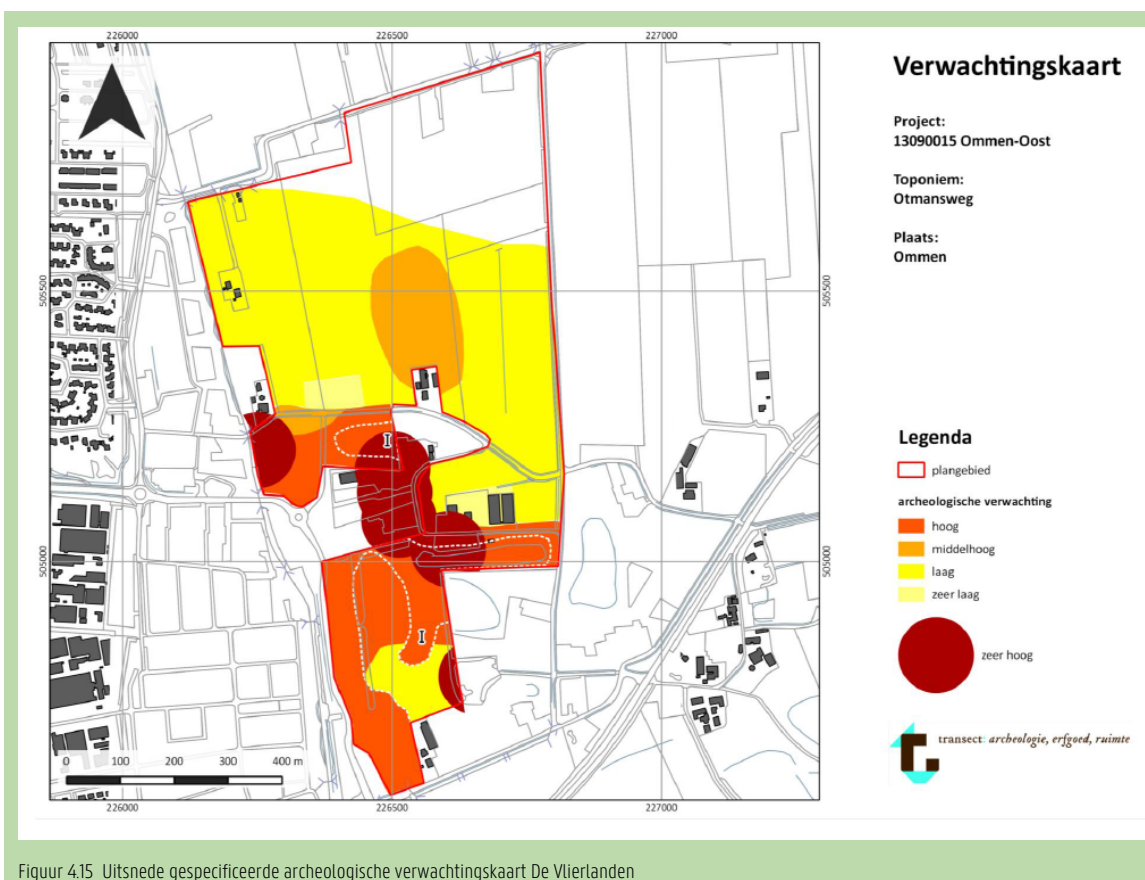 226000
226500
227000
505500
505500
505000
505000
I
I
0 100 200 300 400 m
226000
226500
227000
Verwachtingskaart
Project:
13090015 Ommen-Oost
Toponiem:
Otmansweg
Plaats:
Ommen
Legenda
plangebied
archeologische verwachting
hoog
middelhoog
laag
zeer laag
zeer hoog
transect: archeologie, erfgoed, ruimte
Figuur 4.15 Uitsnede gespecificeerde archeologische verwachtingskaart De Vlierlanden